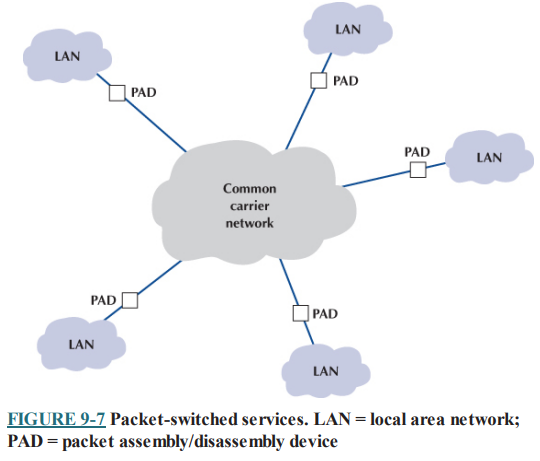 LAN
LAN
PAD
PAD
PAD
LAN
Common
carrier
network
PAD
PAD
LAN
LAN
FIGURE 9-7 Packet-switched services. LAN = local area network;
PAD = packet assembly/disassembly device